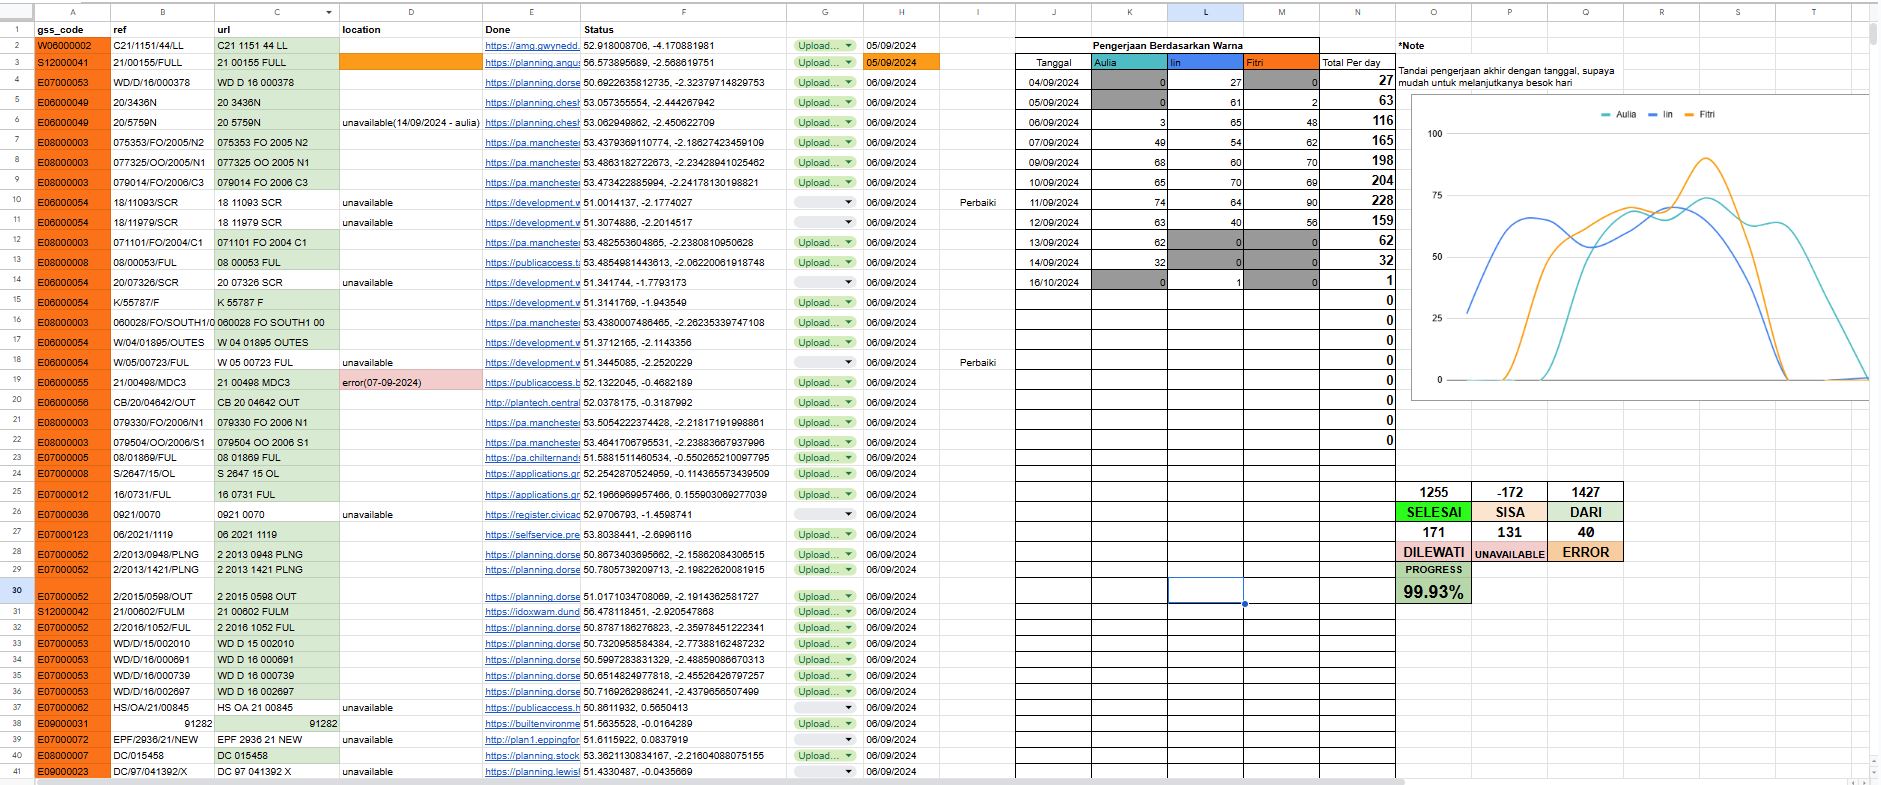 A B C D E F G H I J K L M N O P Q R S T
1 gss_code ref url location Done Status
2 W06000002 C21/1151/44/LL C21 1151 44 LL https://amg.gwynedd. 52.918008706, -4.170881981 Upload... 05/09/2024 Pengerjaan Berdasarkan Warna *Note
3 S12000041 21/00155/FULL 21 00155 FULL https://planning.angus 56.573895689, -2.568619751 Upload... 05/09/2024 Tanggal Aulia Iin Fitri Total Per day
Tandai pengerjaan akhir dengan tanggal, supaya
mudah untuk melanjutkanya besok hari
4 E07000053 WD/D/16/000378 WD D 16 000378 https://planning.dorse 50.6922635812735, -2.32379714829753 Upload... 06/09/2024 04/09/2024 0 27 0 27
5 E06000049 20/3436N 20 3436N https://planning.chesh 53.057355554, -2.444267942 Upload... 06/09/2024 05/09/2024 0 61 2 63
6 E06000049 20/5759N 20 5759N unavailable(14/09/2024 - aulia) https://planning.chesh 53.062949862, -2.450622709 Upload... 06/09/2024 06/09/2024 3 65 48 116
7 E08000003 075353/FO/2005/N2 075353 FO 2005 N2 https://pa.manchester 53.4379369110774, -2.18627423459109 Upload... 06/09/2024 07/09/2024 49 54 62 165
8 E08000003 077325/OO/2005/N1 077325 OO 2005 N1 https://pa.manchester 53.4863182722673, -2.23428941025462 Upload... 06/09/2024 09/09/2024 68 60 70 198
9 E08000003 079014/FO/2006/C3 079014 FO 2006 C3 https://pa.manchester 53.473422885994, -2.24178130198821 Upload... 06/09/2024 10/09/2024 65 70 69 204
10 E06000054 18/11093/SCR 18 11093 SCR unavailable https://development.w 51.0014137, -2.1774027 06/09/2024 Perbaiki 11/09/2024 74 64 90 228
11 E06000054 18/11979/SCR 18 11979 SCR unavailable https://development.w 51.3074886, -2.2014517 06/09/2024 12/09/2024 63 40 56 159
12 E08000003 071101/FO/2004/C1 071101 FO 2004 C1 https://pa.manchester 53.482553604865, -2.2380810950628 Upload... 06/09/2024 13/09/2024 62 0 0 62
13 E08000008 08/00053/FUL 08 00053 FUL https://publicaccess.ta 53.4854981443613, -2.06220061918748 Upload... 06/09/2024 14/09/2024 32 0 0 32
14 E06000054 20/07326/SCR 20 07326 SCR unavailable https://development.w 51.341744, -1.7793173 06/09/2024 16/10/2024 0 1 0 1
15 E06000054 K/55787/F K 55787 F https://development.w 51.3141769, -1.943549 Upload... 06/09/2024 0
16 E08000003 060028/FO/SOUTH1/0 060028 FO SOUTH1 00 https://pa.manchester 53.4380007486465, -2.26235339747108 Upload... 06/09/2024 0
17 E06000054 W/04/01895/OUTES W 04 01895 OUTES https://development.w 51.3712165, -2.1143356 Upload... 06/09/2024 0
18 E06000054 W/05/00723/FUL W 05 00723 FUL unavailable https://development.w 51.3445085, -2.2520229 06/09/2024 Perbaiki 0
19 E06000055 21/00498/MDC3 21 00498 MDC3 error(07-09-2024) https://publicaccess.b 52.1322045, -0.4682189 Upload... 06/09/2024 0
20 E06000056 CB/20/04642/OUT CB 20 04642 OUT http://plantech.central 52.0378175, -0.3187992 Upload... 06/09/2024 0
21 E08000003 079330/FO/2006/N1 079330 FO 2006 N1 https://pa.manchester 53.5054222374428, -2.21817191998861 Upload... 06/09/2024 0
22 E08000003 079504/OO/2006/S1 079504 OO 2006 S1 https://pa.manchester 53.4641706795531, -2.23883667937996 Upload... 06/09/2024 0
23 E07000005 08/01869/FUL 08 01869 FUL https://pa.chilternands 51.5881511460534, -0.550265210097795 Upload... 06/09/2024
24 E07000008 S/2647/15/OL S 2647 15 OL https://applications.gr 52.2542870524959, -0.114365573439509 Upload... 06/09/2024
25 E07000012 16/0731/FUL 16 0731 FUL https://applications.gr 52.1966969957466, 0.155903069277039 Upload... 06/09/2024
26 E07000036 0921/0070 0921 0070 unavailable https://register.civicac 52.9706793, -1.4598741 06/09/2024
27 E07000123 06/2021/1119 06 2021 1119 https://selfservice.pre 53.8038441, -2.6996116 Upload... 06/09/2024
28 E07000052 2/2013/0948/PLNG 2 2013 0948 PLNG https://planning.dorse 50.8673403695662, -2.15862084306515 Upload... 06/09/2024
29 E07000052 2/2013/1421/PLNG 2 2013 1421 PLNG https://planning.dorse 50.7805739209713, -2.19822620081915 Upload... 06/09/2024
30 E07000052 2/2015/0598/OUT 2 2015 0598 OUT https://planning.dorse 51.0171034708069, -2.1914362581727 Upload... 06/09/2024
31 S12000042 21/00602/FULM 21 00602 FULM https://idoxwam.dund 56.478118451, -2.920547868 Upload... 06/09/2024
32 E07000052 2/2016/1052/FUL 2 2016 1052 FUL https://planning.dorse 50.8787186276823, -2.35978451222341 Upload... 06/09/2024
33 E07000053 WD/D/15/002010 WD D 15 002010 https://planning.dorse 50.7320958584384, -2.77388162487232 Upload... 06/09/2024
34 E07000053 WD/D/16/000691 WD D 16 000691 https://planning.dorse 50.5997283831329, -2.48859086670313 Upload... 06/09/2024
35 E07000053 WD/D/16/000739 WD D 16 000739 https://planning.dorse 50.6514824977818, -2.45526426797257 Upload... 06/09/2024
36 E07000053 WD/D/16/002697 WD D 16 002697 https://planning.dorse 50.7169262986241, -2.4379656507499 Upload... 06/09/2024
37 E07000062 HS/OA/21/00845 HS OA 21 00845 unavailable https://publicaccess.h 50.8611932, 0.5650413 06/09/2024
38 E09000031 91282 91282 https://builtenvironme 51.5635528, -0.0164289 Upload... 06/09/2024
39 E07000072 EPF/2936/21/NEW EPF 2936 21 NEW unavailable http://plan1.eppingfor 51.6115922, 0.0837919 06/09/2024
40 E08000007 DC/015458 DC 015458 https://planning.stock 53.3621130834167, -2.21604088075155 Upload... 06/09/2024
41 E09000023 DC/97/041392/X DC 97 041392 X unavailable https://planning.lewis 51.4330487, -0.0435669 06/09/2024
Aulia Iin Fitri
100
75
50
25
0
1255 -172 1427
SELESAI SISA DARI
171 131 40
DILEWATI UNAVAILABLE ERROR
PROGRESS
99.93%